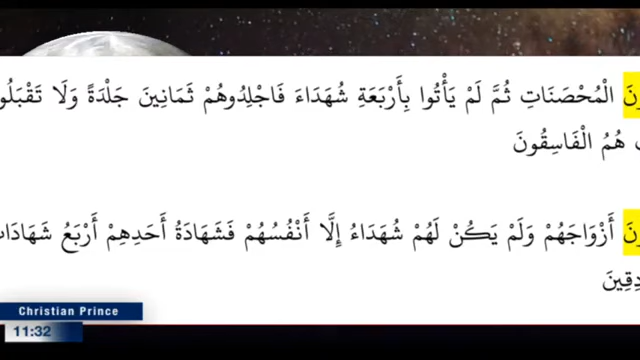 الْمُحْصَنَاتِ ثُمَّ لَمْ يَأْتُوا بِأَرْبَعَةِ شُهَدَاءَ فَاجْلِدُوهُمْ ثَمَانِينَ جَلْدَةً وَلَا
هُمُ الْفَاسِقُونَ
أَزْوَاجَهُمْ وَلَمْ يَكُنْ لَهُمْ شُهَدَاءُ إِلَّا أَنْفُسُهُمْ فَشَهَادَةُ أَحَدِهِمْ أَرْبَعُ
Christian Prince
11:32